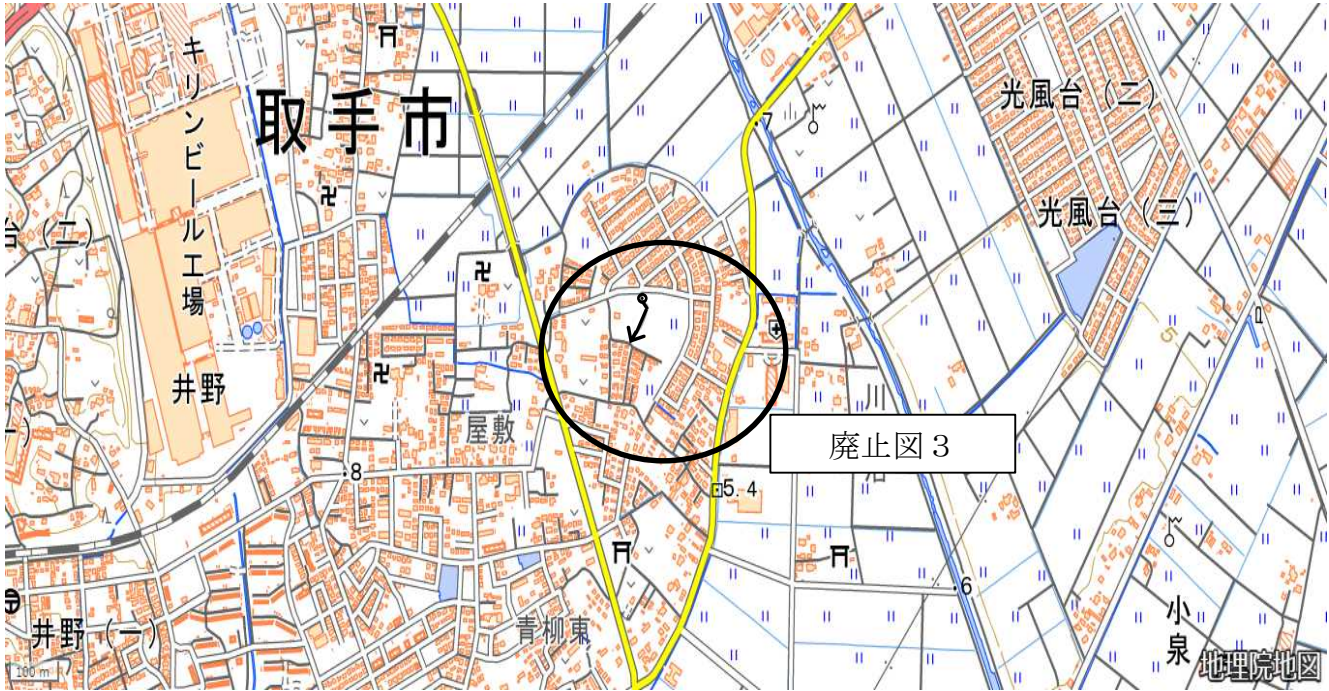 キリンビール工場
取手市
光風台（二）
7
光風台（三）
台（二）
5
井野
屋敷
廃止図３
8
5.4
6
井野（一）
青柳東
小泉
100 m
地理院地図